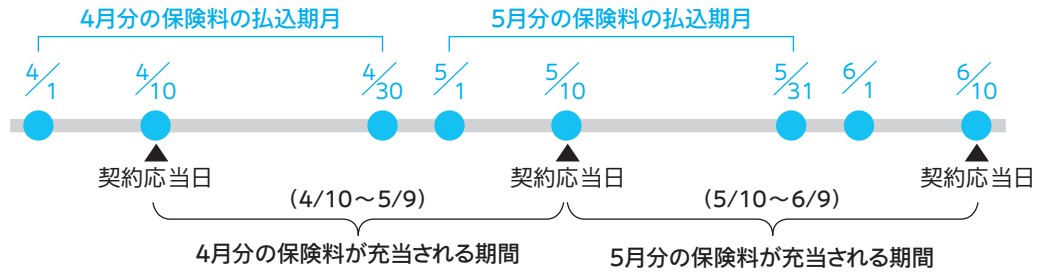 4月分の保険料の払込期月 5月分の保険料の払込期月
4/1 4/10 4/30 5/1 5/10 5/31 6/1 6/10
契約応当日 契約応当日 契約応当日
(4/10～5/9) (5/10～6/9)
4月分の保険料が充当される期間 5月分の保険料が充当される期間